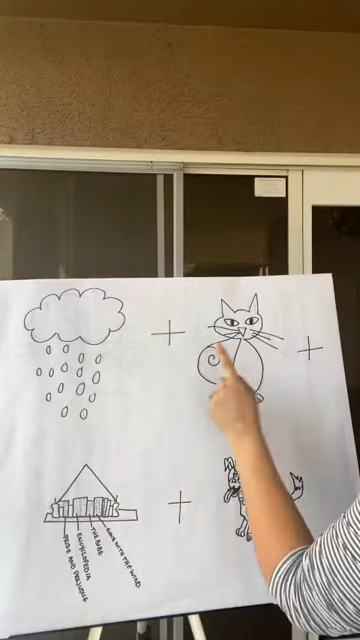 PRIDE AND PREJUDICE
ENCYCLOPEDIA
THE BIBLE
GONE WITH THE WIND